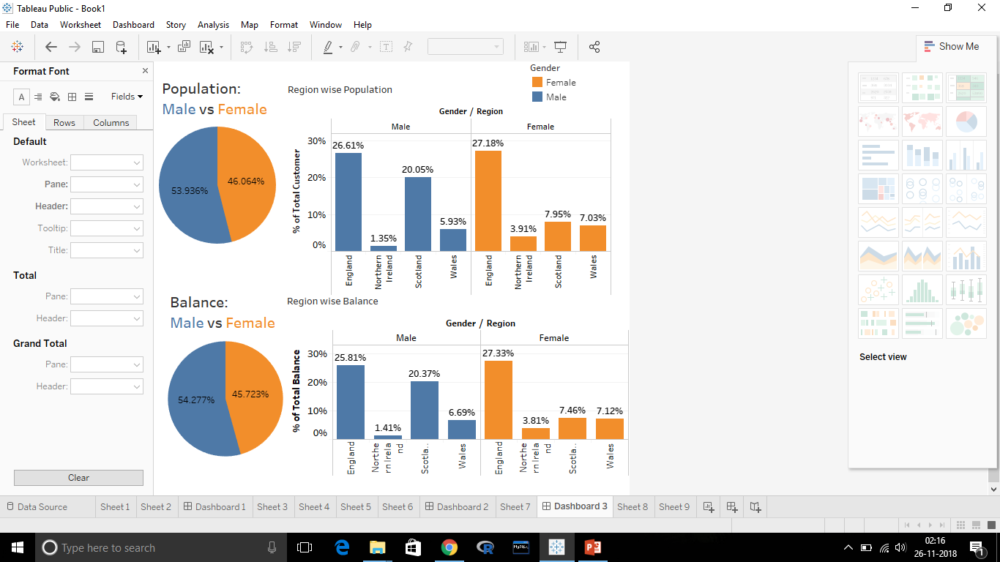 Tableau Public - Book1
File Data Worksheet Dashboard Story Analysis Map Format Window Help
Show Me
Format Font
A Fields
Sheet Rows Columns
Default
Worksheet:
Pane:
Header:
Tooltip:
Title:
Total
Pane:
Header:
Grand Total
Pane:
Header:
Clear
Population:
Male vs Female
53.936%
46.064%
Region wise Population
Gender
Female
Male
Gender / Region
Male Female
% of Total Customer
30%
20%
10%
0%
26.61%
1.35%
20.05%
5.93%
27.18%
3.91%
7.95%
7.03%
England
Northern
Ireland
Scotland
Wales
England
Northern
Ireland
Scotland
Wales
Balance:
Male vs Female
54.277%
45.723%
Region wise Balance
Gender / Region
Male Female
% of Total Balance
30%
20%
10%
0%
25.81%
1.41%
20.37%
6.69%
27.33%
3.81%
7.46%
7.12%
England
Northe
rn Irela
nd
Scotla..
Wales
England
Northe
rn Irela
nd
Scotla..
Wales
Select view
Data Source Sheet 1 Sheet 2 Dashboard 1 Sheet 3 Sheet 4 Sheet 5 Sheet 6 Dashboard 2 Sheet 7 Dashboard 3 Sheet 8 Sheet 9
Type here to search
R
MySQL
02:16
26-11-2018
1